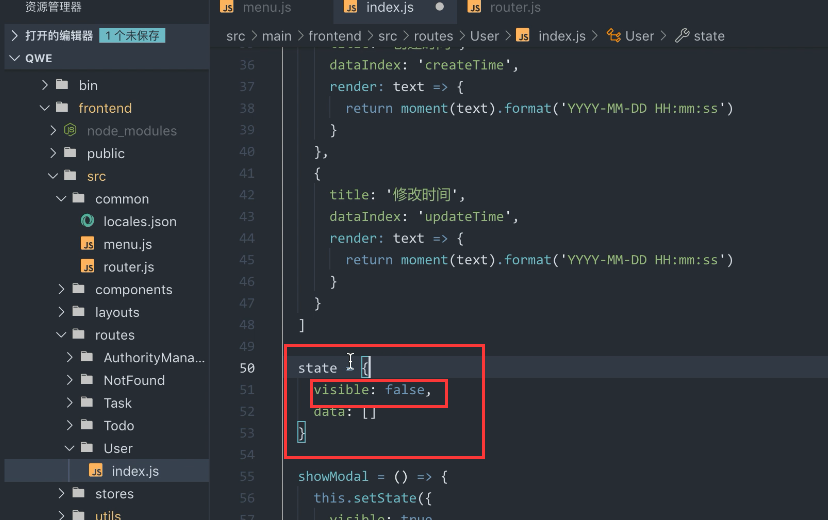 资源管理器
menu.js
index.js
router.js
打开的编辑器
1 个未保存
src > main > frontend > src > routes > User > index.js > User > state
QWE
bin
frontend
node_modules
public
src
common
locales.json
menu.js
router.js
components
layouts
routes
AuthorityMana...
NotFound
Task
Todo
User
index.js
stores
utils
36 dataIndex: 'createTime',
37 render: text => {
38 return moment(text).format('YYYY-MM-DD HH:mm:ss')
39 }
40 },
41 {
42 title: '修改时间',
43 dataIndex: 'updateTime',
44 render: text => {
45 return moment(text).format('YYYY-MM-DD HH:mm:ss')
46 }
47 }
48 ]
49
50 state = {
51 visible: false,
52 data: []
53 }
54
55 showModal = () => {
56 this.setState({
57 visible: true